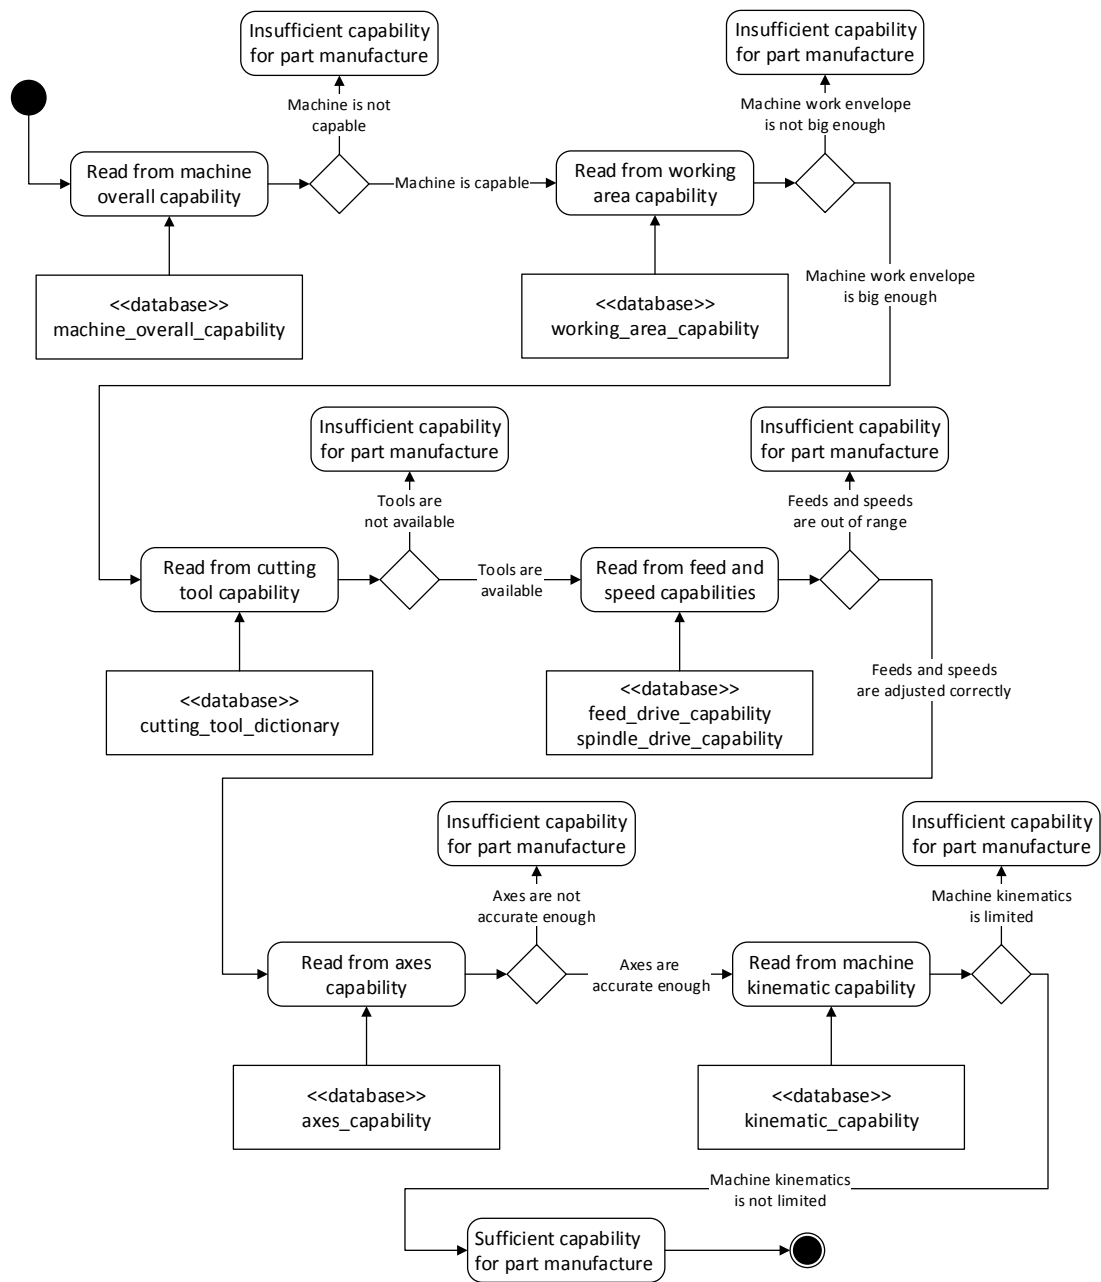 Insufficient capability
for part manufacture
Insufficient capability
for part manufacture
Machine is not
capable
Machine work envelope
is not big enough
Read from machine
overall capability
Machine is capable
Read from working
area capability
<<database>>
machine_overall_capability
<<database>>
working_area_capability
Machine work envelope
is big enough
Insufficient capability
for part manufacture
Insufficient capability
for part manufacture
Tools are
not available
Feeds and speeds
are out of range
Read from cutting
tool capability
Tools are
available
Read from feed and
speed capabilities
<<database>>
cutting_tool_dictionary
<<database>>
feed_drive_capability
spindle_drive_capability
Feeds and speeds
are adjusted correctly
Insufficient capability
for part manufacture
Insufficient capability
for part manufacture
Axes are not
accurate enough
Machine kinematics
is limited
Read from axes
capability
Axes are
accurate enough
Read from machine
kinematic capability
<<database>>
axes_capability
<<database>>
kinematic_capability
Machine kinematics
is not limited
Sufficient capability
for part manufacture